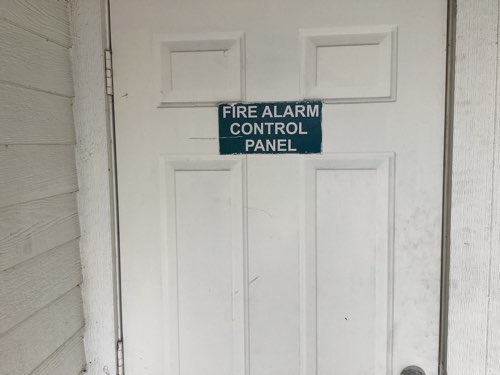 FIRE ALARM
CONTROL
PANEL